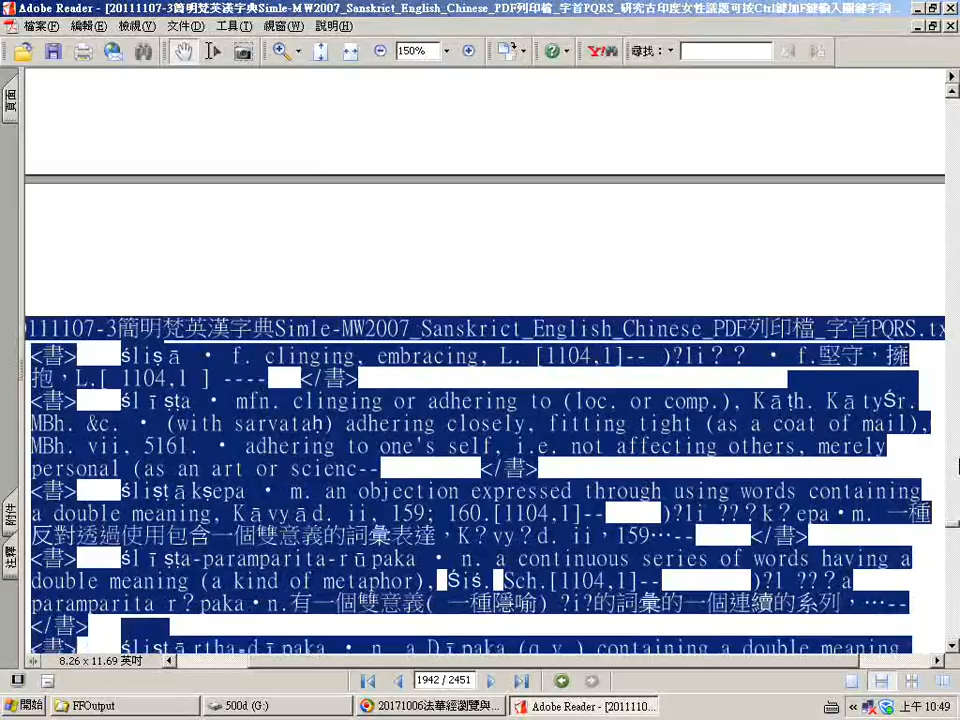 Adobe Reader - [20111107-3簡明梵英漢字典Simle-MW2007_Sanskrict_English_Chinese_PDF列印檔_字首PQRS_研究古印度女性議題可按Ctrl鍵加F鍵輸入關鍵字詞...
檔案(F) 編輯(E) 檢視(V) 文件(D) 工具(T) 視窗(W) 說明(H)
150% 尋找:
頁面
)111107-3簡明梵英漢字典Simle-MW2007_Sanskrict_English_Chinese_PDF列印檔_字首PQRS.tx
<書> śliṣā • f. clinging, embracing, L. [1104,1]-- )?li？？ • f.堅守，擁
抱，L.[ 1104,1 ] ---- </書>
<書> slīṣṭa • mfn. clinging or adhering to (loc. or comp.), Kāṭh. KātyŚr.
MBh. &c. • (with sarvataḥ) adhering closely, fitting tight (as a coat of mail),
MBh. vii, 5161. • adhering to one's self, i.e. not affecting others, merely
personal (as an art or scienc-- </書>
<書> śliṣṭākṣepa • m. an objection expressed through using words containing
a double meaning, Kāvyād. ii, 159; 160.[1104,1]-- )?li ???k?epa•m. 一種
反對透過使用包含一個雙意義的詞彙表達，K？vy？d. ii，159…-- </書>
<書> slīṣṭa-paramparita-rūpaka • n. a continuous series of words having a
double meaning (a kind of metaphor), Śiś. Sch.[1104,1]-- )?l ???a
paramparita r？paka•n.有一個雙意義( 一種隱喻) ?i?的詞彙的一個連續的系列，…--
</書>
<書> śliṣṭārtha-dīpaka • n. a Dīpaka (q.v.) containing a double meaning
附件
注釋
8.26 x 11.69 英吋
1942 / 2451
開始 FFOutput 500d (G:) 20171006法華經瀏覽與... Adobe Reader - [2011110... 上午 10:49